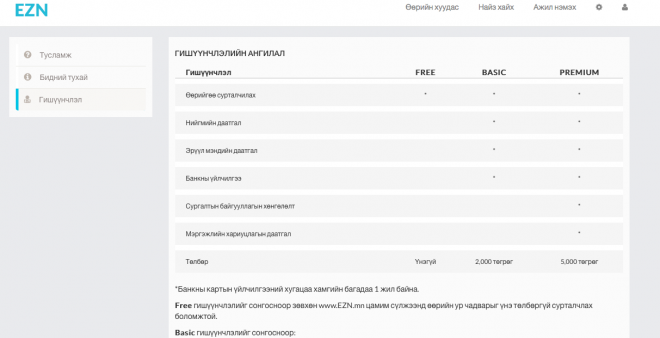 EZN
Өөрийн хуудас Найз хайх Ажил нэмэх
Тусламж
Бидний тухай
Гишүүнчлэл
ГИШҮҮНЧЛЭЛИЙН АНГИЛАЛ
Гишүүнчлэл FREE BASIC PREMIUM
Өөрийгөө сурталчилах * * *
Нийгмийн даатгал * *
Эрүүл мэндийн даатгал * *
Банкны үйлчилгээ * *
Сургалтын байгууллагын хөнгөлөлт *
Мэргэжлийн хариуцлагын даатгал *
Төлбөр Үнэгүй 2,000 төгрөг 5,000 төгрөг
*Банкны картын үйлчилгээний хугацаа хамгийн багадаа 1 жил байна.
Free гишүүнчлэлийг сонгосноор зөвхөн www.EZN.mn цахим сүлжээнд өөрийн ур чадварыг үнэ төлбөргүй сурталчлах
боломжтой.
Basic гишүүнчлэлийг сонгосноор: